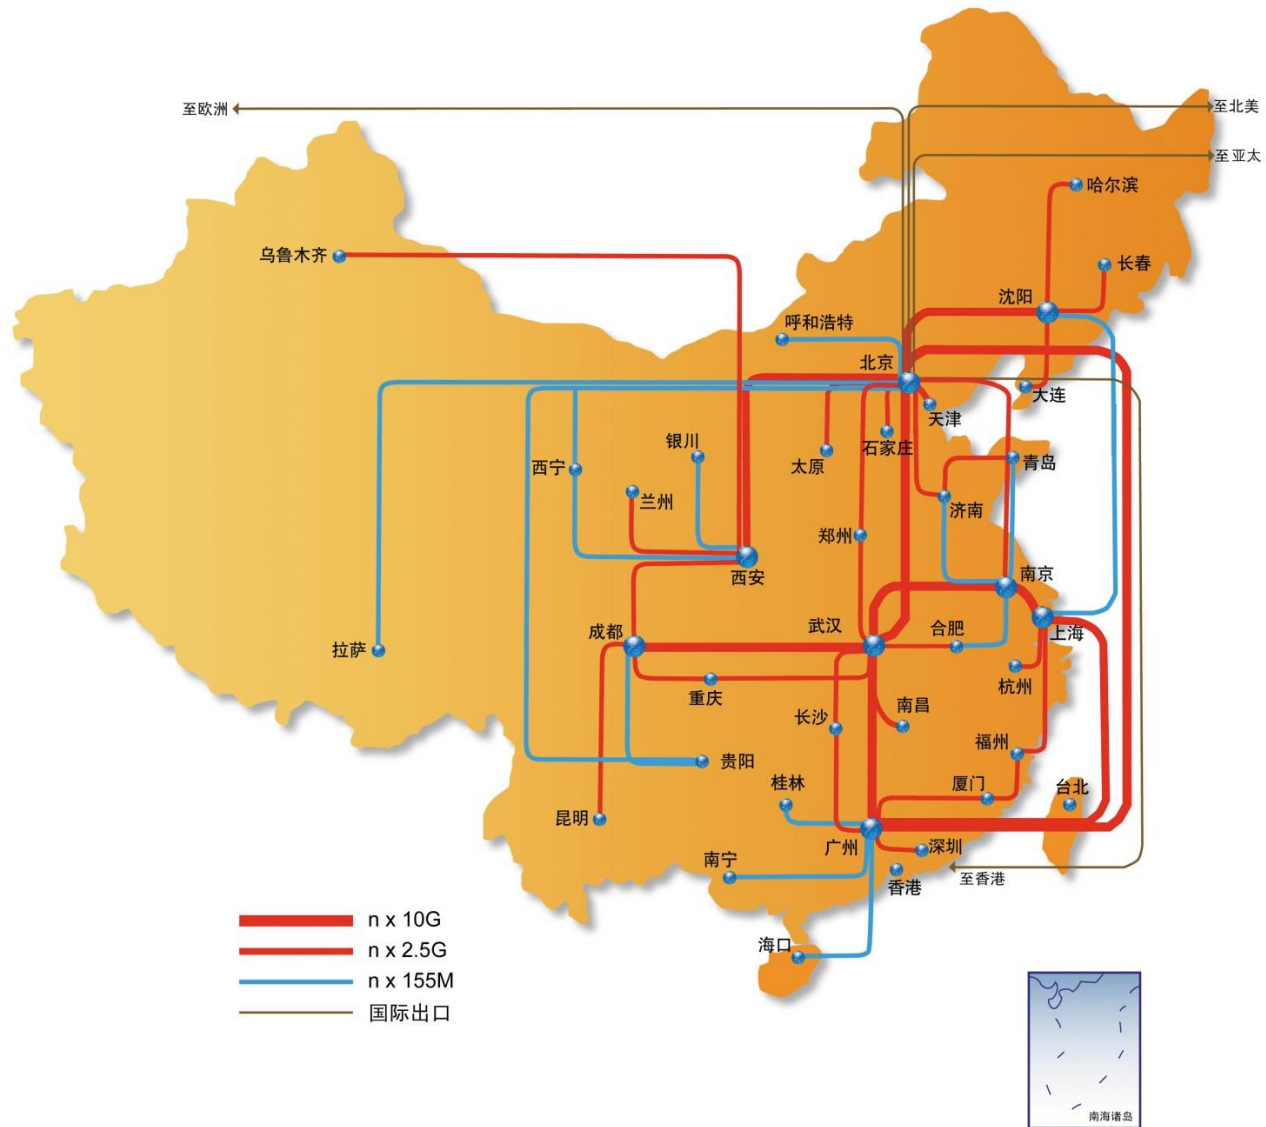 至欧洲
至北美
至亚太
哈尔滨
乌鲁木齐
长春
沈阳
呼和浩特
北京
大连
天津
银川
石家庄
太原
青岛
西宁
兰州
济南
郑州
西安
南京
成都
武汉
合肥
上海
拉萨
杭州
重庆
长沙
南昌
福州
贵阳
桂林
厦门
台北
昆明
广州
深圳
南宁
香港
至香港
n x 10G
海口
n x 2.5G
n x 155M
国际出口
南海诸岛